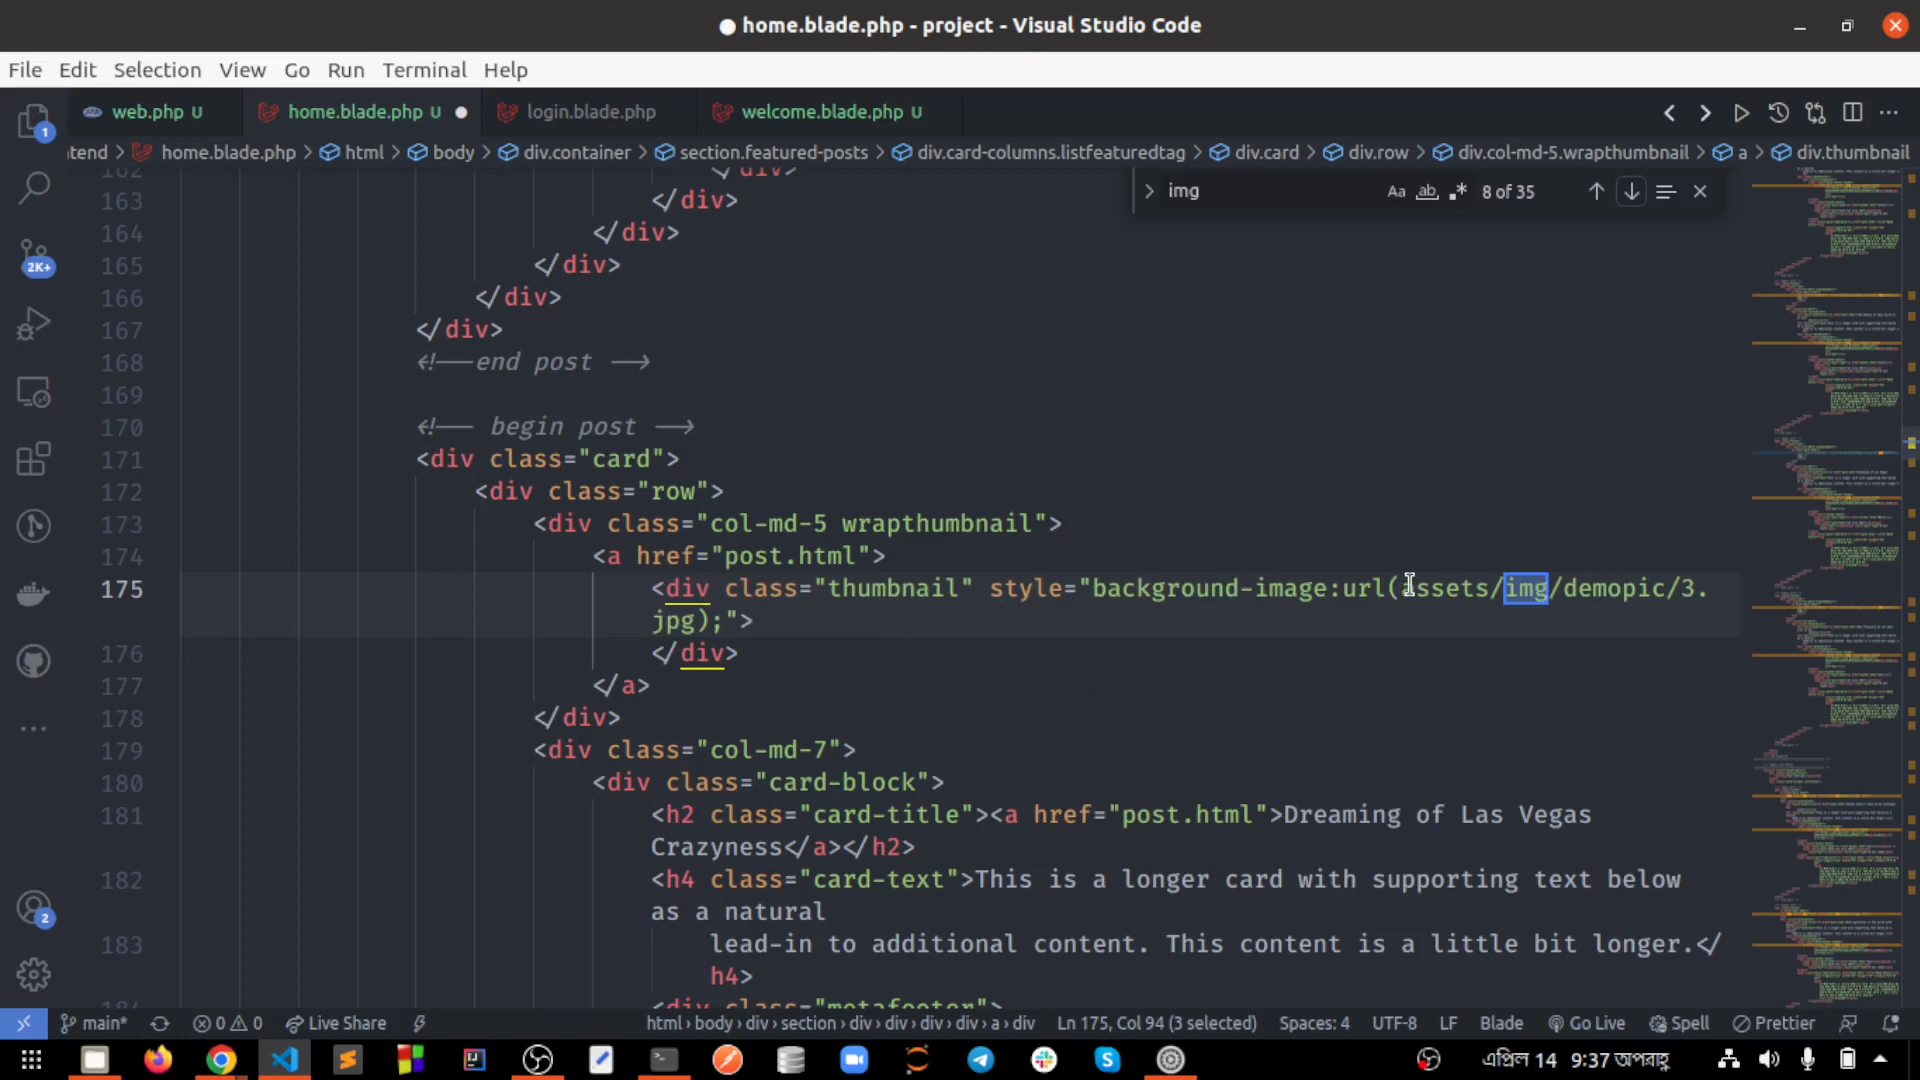 home.blade.php - project - Visual Studio Code
File Edit Selection View Go Run Terminal Help
1
web.php U home.blade.php U login.blade.php welcome.blade.php U
tend > home.blade.php > html > body > div.container > section.featured-posts > div.card-columns.listfeaturedtag > div.card > div.row > div.col-md-5.wrapthumbnail > a > div.thumbnail
img Aa ab 8 of 35
162 </div>
163 </div>
164 </div>
165 </div>
166 </div>
167 </div>
168 <!-- end post -->
169
170 <!-- begin post -->
171 <div class="card">
172 <div class="row">
173 <div class="col-md-5 wrapthumbnail">
174 <a href="post.html">
175 <div class="thumbnail" style="background-image:url(assets/img/demopic/3.
jpg);">
176 </div>
177 </a>
178 </div>
179 <div class="col-md-7">
180 <div class="card-block">
181 <h2 class="card-title"><a href="post.html">Dreaming of Las Vegas
Crazyness</a></h2>
182 <h4 class="card-text">This is a longer card with supporting text below
as a natural
183 lead-in to additional content. This content is a little bit longer.</
h4>
184 <div class="metafooter">
2K+
2
main* 0 0 Live Share html > body > div > section > div > div > div > div > a > div Ln 175, Col 94 (3 selected) Spaces: 4 UTF-8 LF Blade Go Live Spell Prettier
এপ্রিল 14 9:37 অপরাহ্ণ